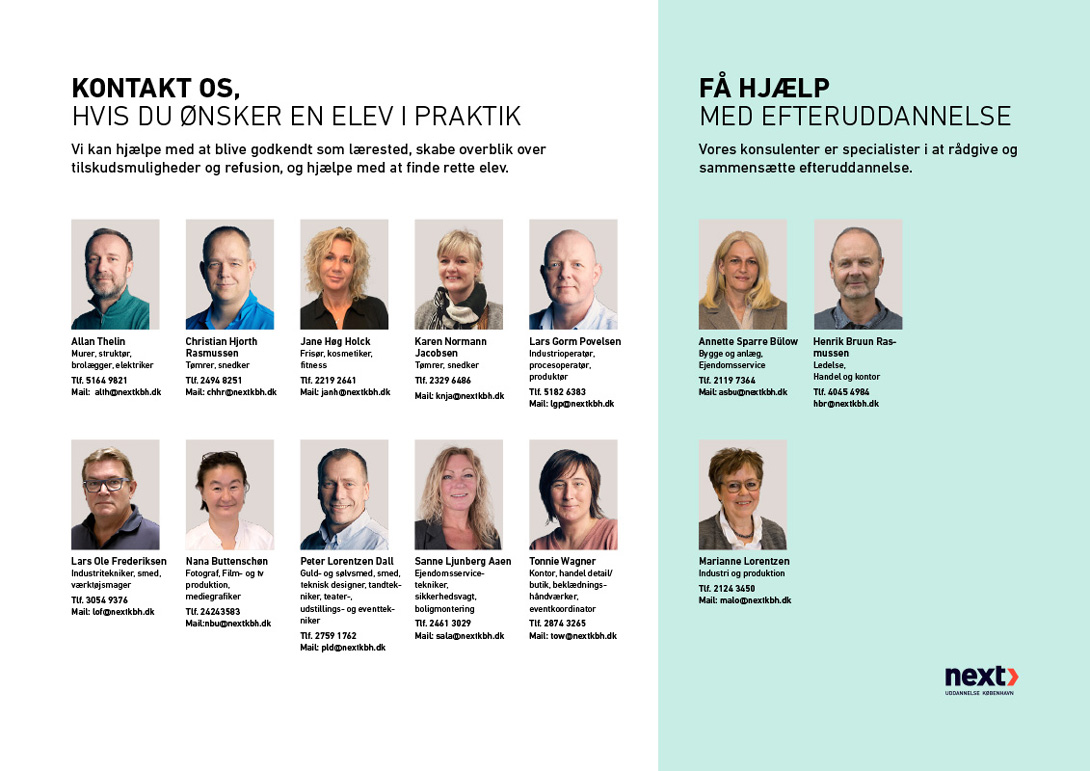 KONTAKT OS,
HVIS DU ØNSKER EN ELEV I PRAKTIK
Vi kan hjælpe med at blive godkendt som lærested, skabe overblik over
tilskudsmuligheder og refusion, og hjælpe med at finde rette elev.
Allan Thelin
Murer, struktør,
brolægger, elektriker
Tlf. 5164 9821
Mail: alth@nextkbh.dk
Christian Hjorth
Rasmussen
Tømrer, snedker
Tlf. 2494 8251
Mail: chhr@nextkbh.dk
Jane Høg Holck
Frisør, kosmetiker,
fitness
Tlf. 2219 2641
Mail: janh@nextkbh.dk
Karen Normann
Jacobsen
Tømrer, snedker
Tlf. 2329 6486
Mail: knja@nextkbh.dk
Lars Gorm Povelsen
Industrioperatør,
procesoperatør,
produktør
Tlf. 5182 6383
Mail: lgp@nextkbh.dk
Lars Ole Frederiksen
Industritekniker, smed,
værktøjsmager
Tlf. 3054 9376
Mail: lof@nextkbh.dk
Nana Buttenschøn
Fotograf, Film- og tv
produktion,
mediegrafiker
Tlf. 24243583
Mail:nbu@nextkbh.dk
Peter Lorentzen Dall
Guld- og sølvsmed, smed,
teknisk designer, tandtek-
niker, teater-,
udstillings- og eventtek-
niker
Tlf. 2759 1762
Mail: pld@nextkbh.dk
Sanne Ljunberg Aaen
Ejendomsservice-
tekniker,
sikkerhedsvagt,
boligmontering
Tlf. 2461 3029
Mail: sala@nextkbh.dk
Tonnie Wagner
Kontor, handel detail/
butik, beklædnings-
håndværker,
eventkoordinator
Tlf. 2874 3265
Mail: tow@nextkbh.dk
FÅ HJÆLP
MED EFTERUDDANNELSE
Vores konsulenter er specialister i at rådgive og
sammensætte efteruddannelse.
Annette Sparre Bülow
Bygge og anlæg,
Ejendomsservice
Tlf. 2119 7364
Mail: asbu@nextkbh.dk
Henrik Bruun Ras-
mussen
Ledelse,
Handel og kontor
Tlf. 4045 4984
hbr@nextkbh.dk
Marianne Lorentzen
Industri og produktion
Tlf. 2124 3450
Mail: malo@nextkbh.dk
next
UDDANNELSE KØBENHAVN